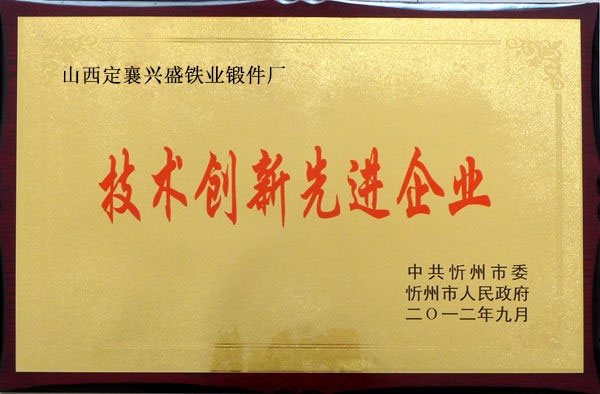 山西定襄兴盛铁业锻件厂
技术创新先进企业
中共忻州市委
忻州市人民政府
二〇一二年九月